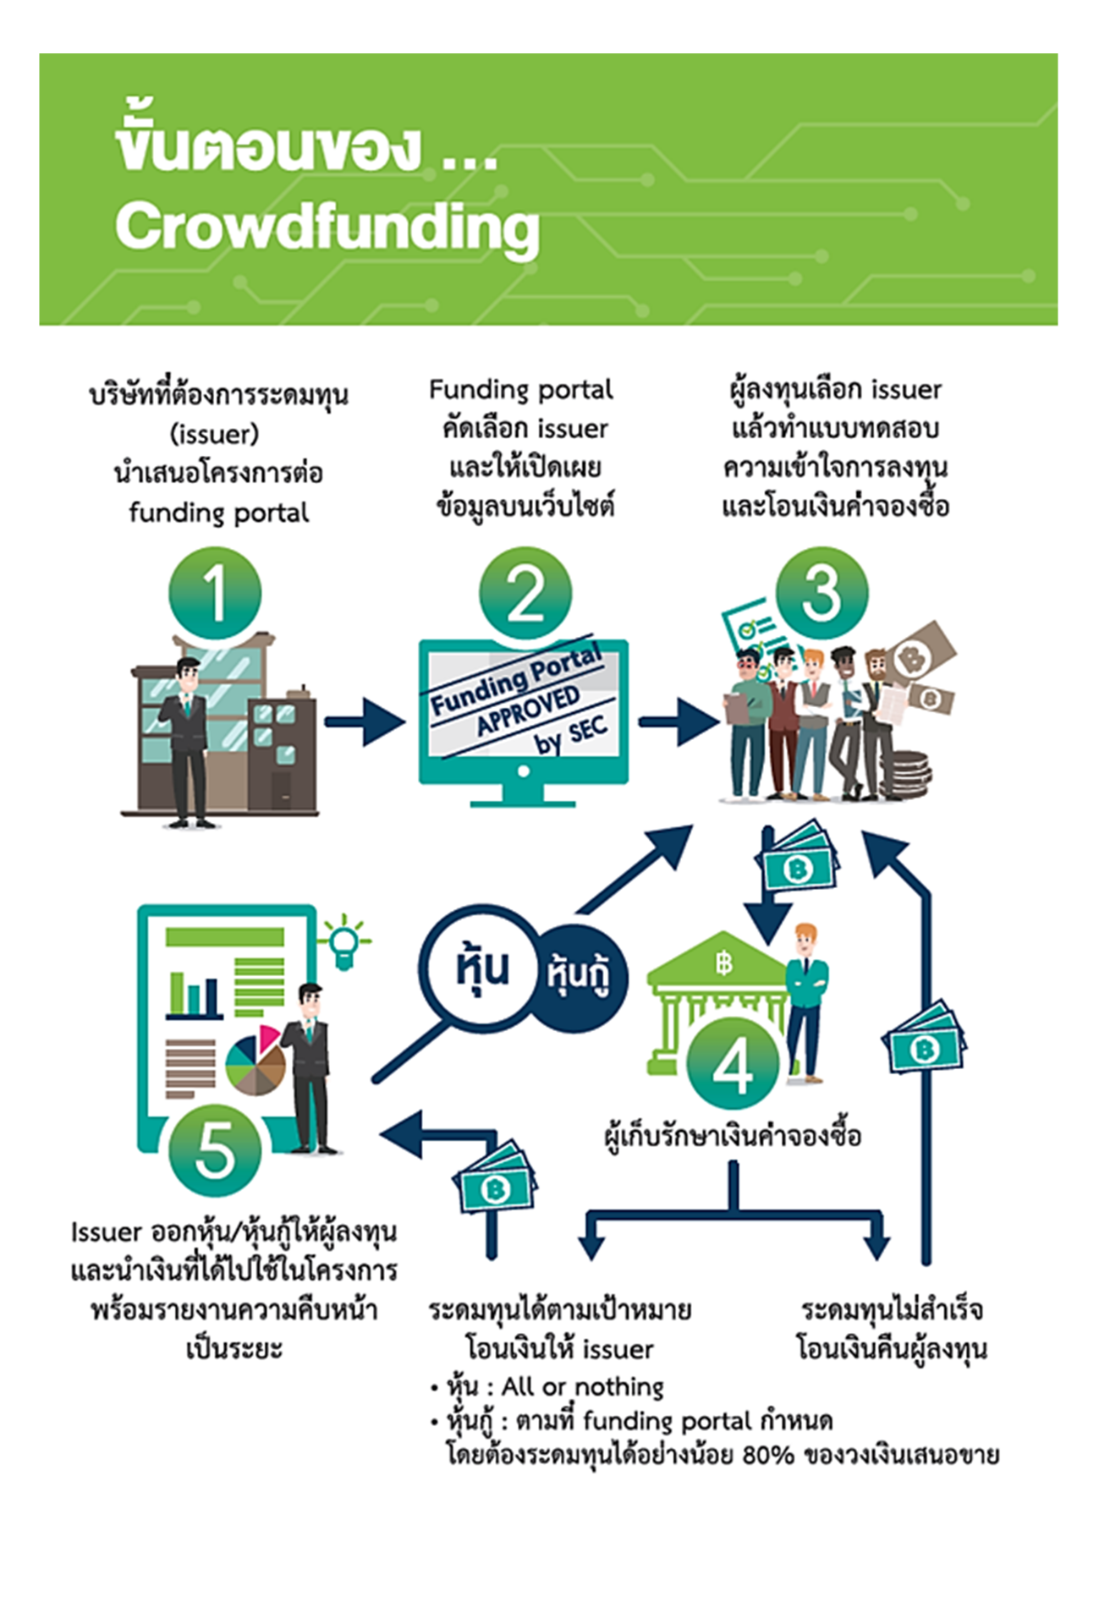 ขั้นตอนของ ...
Crowdfunding
บริษัทที่ต้องการระดมทุน
(issuer)
นำเสนอโครงการต่อ
funding portal
1
Funding portal
คัดเลือก issuer
และให้เปิดเผย
ข้อมูลบนเว็บไซต์
2
Funding Portal
APPROVED
by SEC
ผู้ลงทุนเลือก issuer
แล้วทำแบบทดสอบ
ความเข้าใจการลงทุน
และโอนเงินค่าจองซื้อ
3
หุ้น
หุ้นกู้
฿
4
ผู้เก็บรักษาเงินค่าจองซื้อ
5
Issuer ออกหุ้น/หุ้นกู้ให้ผู้ลงทุน
และนำเงินที่ได้ไปใช้ในโครงการ
พร้อมรายงานความคืบหน้า
เป็นระยะ
ระดมทุนได้ตามเป้าหมาย
โอนเงินให้ issuer
• หุ้น : All or nothing
• หุ้นกู้ : ตามที่ funding portal กำหนด
โดยต้องระดมทุนได้อย่างน้อย 80% ของวงเงินเสนอขาย
ระดมทุนไม่สำเร็จ
โอนเงินคืนผู้ลงทุน